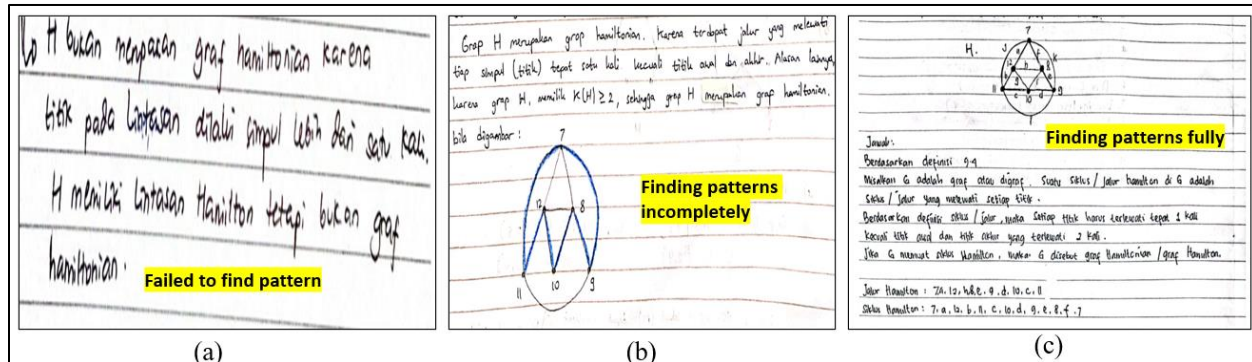 H bukan merupakan graf hamiltonian karena
titik pada lintasan dilalui simpul lebih dari satu kali.
H memiliki lintasan Hamilton tetapi bukan graf
hamiltonian.
Failed to find pattern
(a)
Grap H merupakan grap hamiltonian. Karena terdapat jalur yang melewati
tiap simpul (titik) tepat satu kali kecuali titik awal dan akhir. Alasan lainnya,
karena grap H, memilik K(H) ≥ 2, sehingga grap H merupakan graf hamiltonian.
bila digambar :
7
12
8
11
10
9
Finding patterns
incompletely
(b)
H.
7
12
11
10
9
Finding patterns fully
Jawab :
Berdasarkan definisi 9.4
Misalkan G adalah graf atau digraf. Suatu siklus / jalur hamilton di G adalah
siklus / jalur yang melewati setiap titik.
Berdasarkan definisi siklus / jalur, maka setiap titik harus terlewati tepat 1 kali
kecuali titik awal dan titik akhir yang terlewati 2 kali.
Jika G memuat siklus Hamilton, maka G disebut graf Hamiltonian / graf Hamilton.
Jalur Hamilton :
Siklus Hamilton : 7, a, 12, b, 11, c, 10, d, 9, e, 8, f, 7
(c)